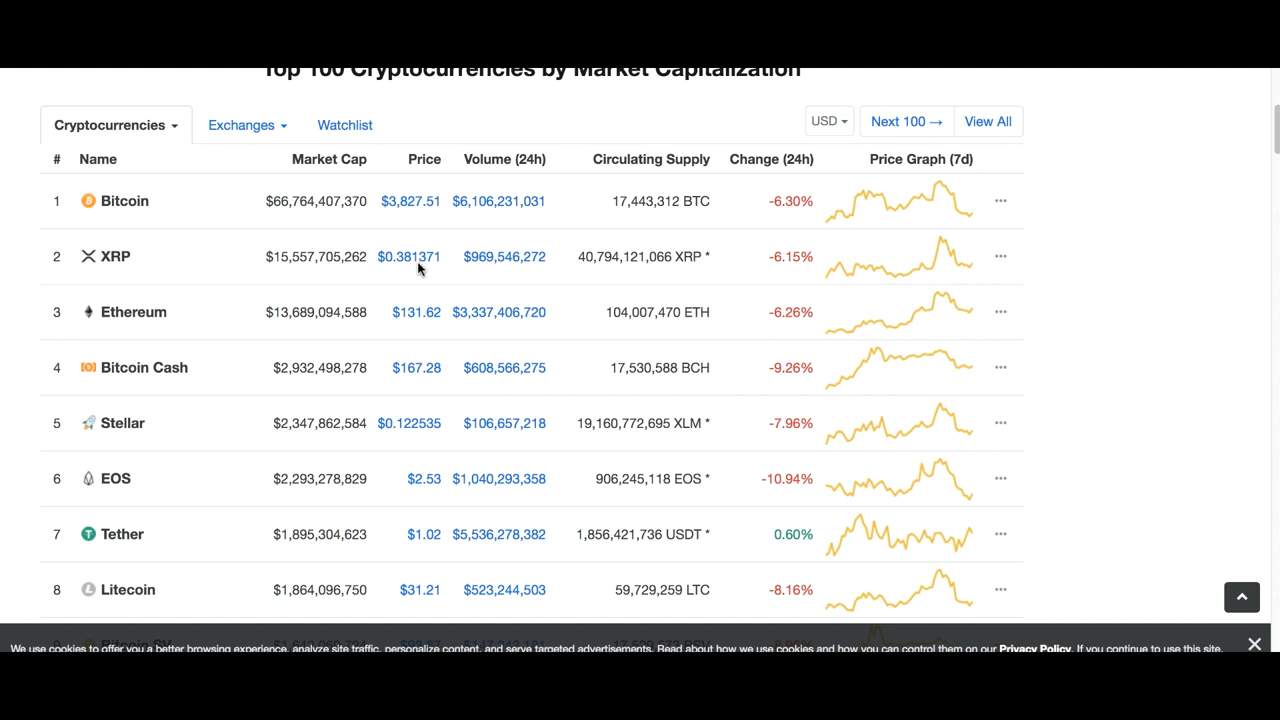 Top 100 Cryptocurrencies by Market Capitalization
Cryptocurrencies Exchanges Watchlist USD Next 100 → View All
# Name Market Cap Price Volume (24h) Circulating Supply Change (24h) Price Graph (7d)
1 Bitcoin $66,764,407,370 $3,827.51 $6,106,231,031 17,443,312 BTC -6.30%
2 XRP $15,557,705,262 $0.381371 $969,546,272 40,794,121,066 XRP * -6.15%
3 Ethereum $13,689,094,588 $131.62 $3,337,406,720 104,007,470 ETH -6.26%
4 Bitcoin Cash $2,932,498,278 $167.28 $608,566,275 17,530,588 BCH -9.26%
5 Stellar $2,347,862,584 $0.122535 $106,657,218 19,160,772,695 XLM * -7.96%
6 EOS $2,293,278,829 $2.53 $1,040,293,358 906,245,118 EOS * -10.94%
7 Tether $1,895,304,623 $1.02 $5,536,278,382 1,856,421,736 USDT * 0.60%
8 Litecoin $1,864,096,750 $31.21 $523,244,503 59,729,259 LTC -8.16%
9 Bitcoin SV
We use cookies to offer you a better browsing experience, analyze site traffic, personalize content, and serve targeted advertisements. Read about how we use cookies and how you can control them on our Privacy Policy. If you continue to use this site,